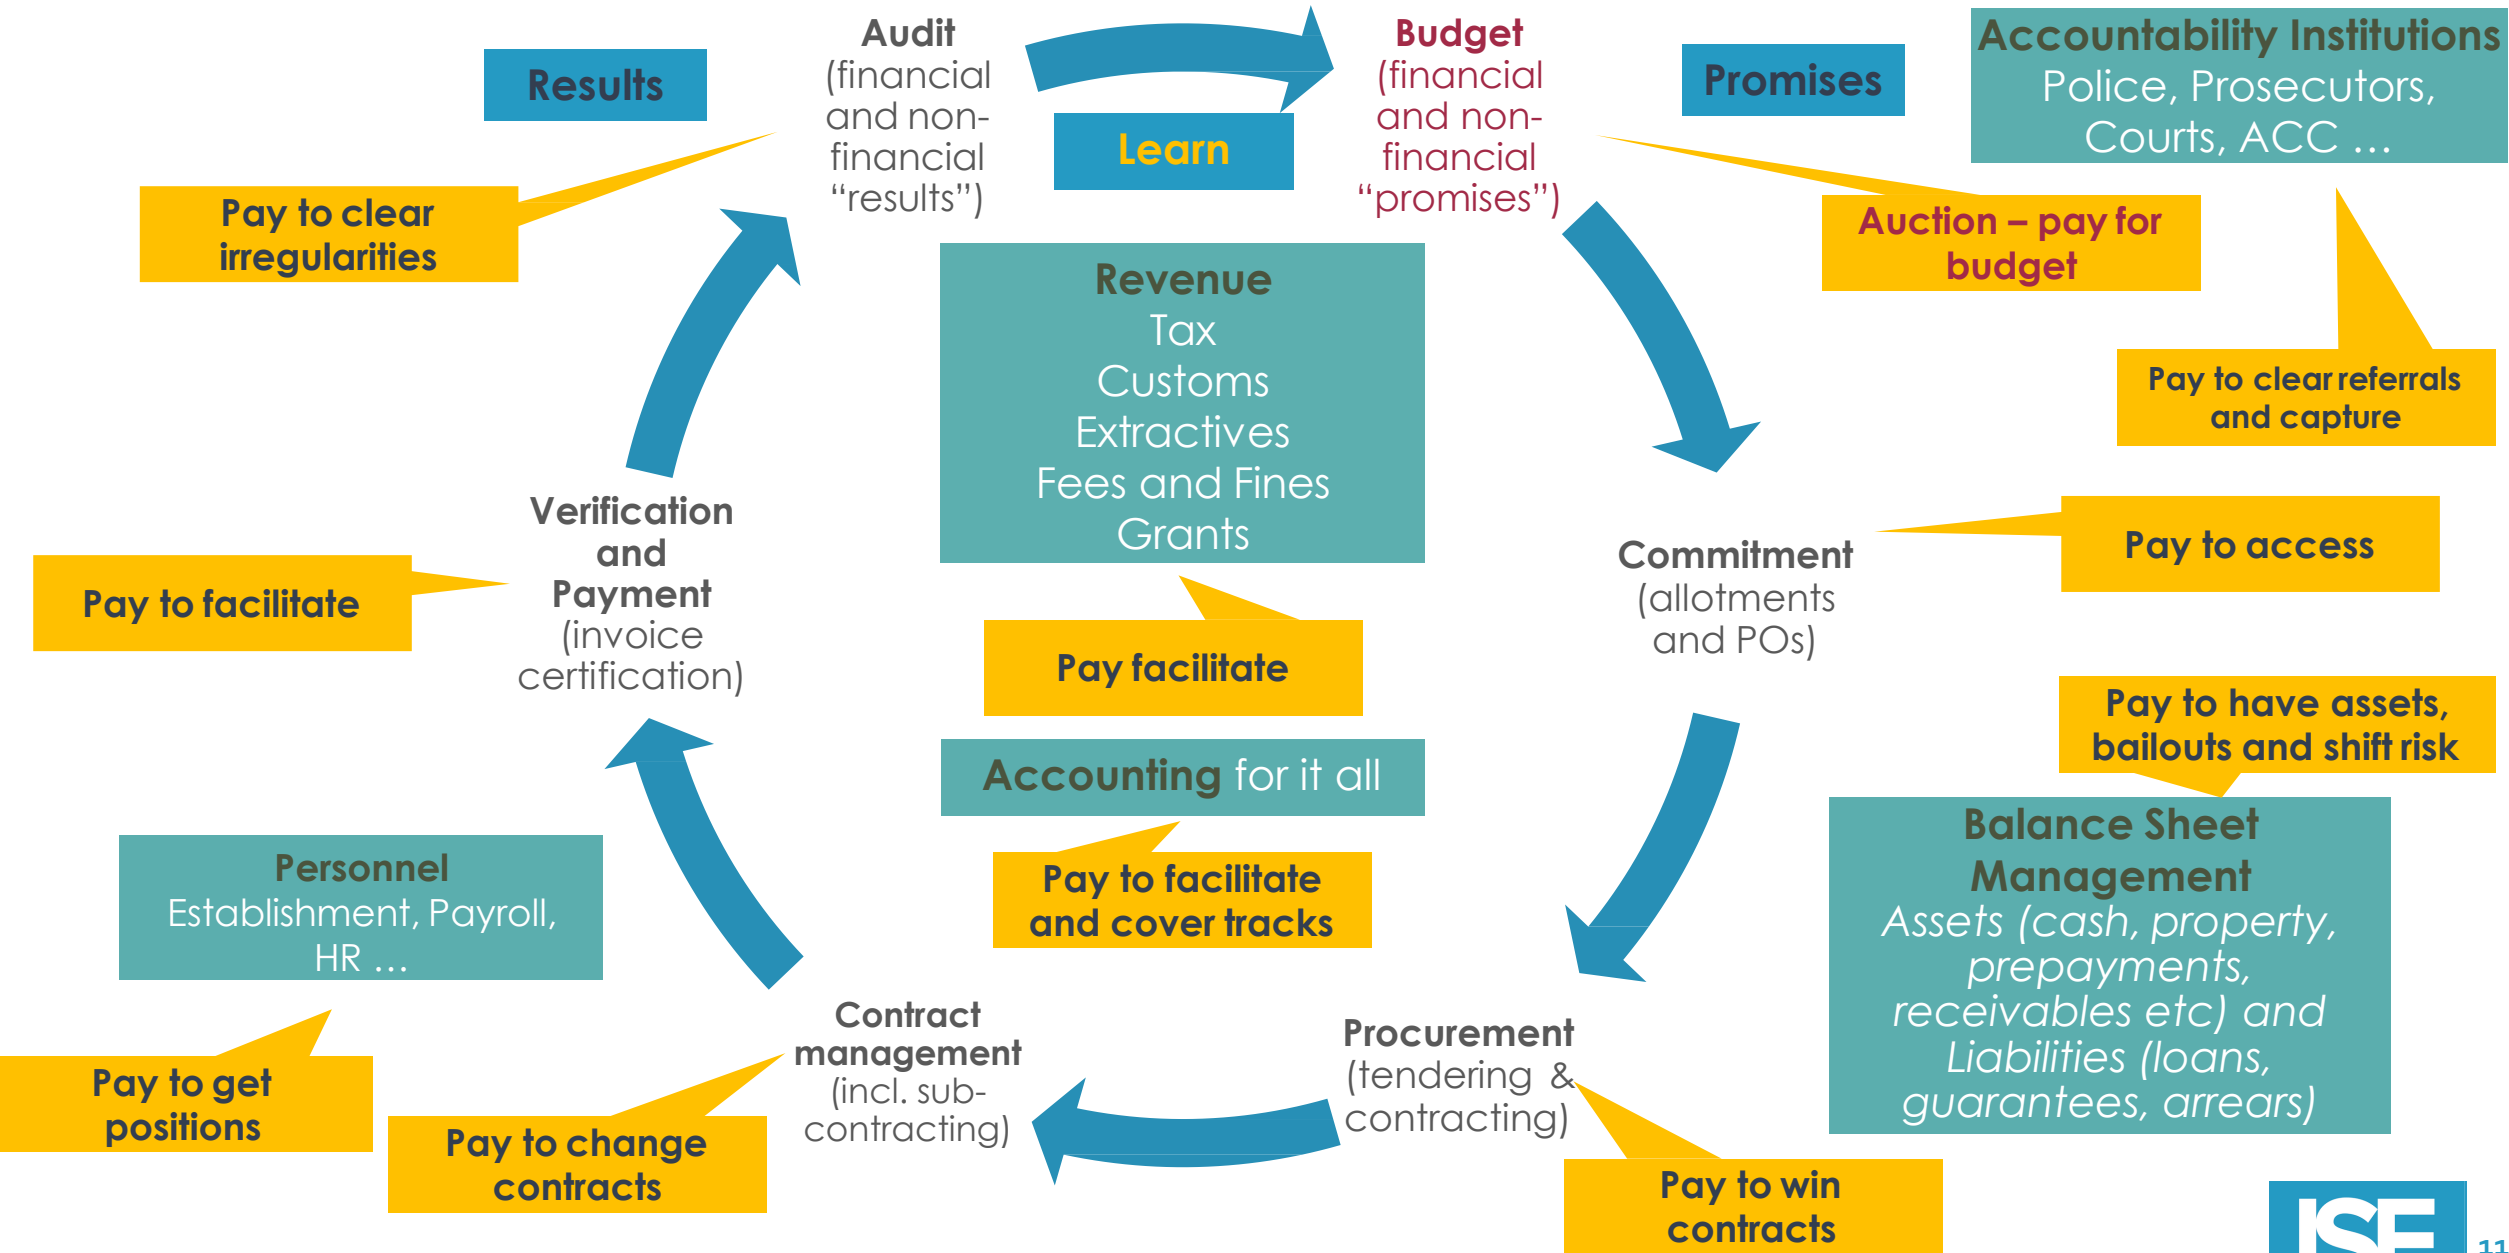 Results
Audit
(financial
and non-
financial
“results”)
Learn
Budget
(financial
and non-
financial
“promises”)
Promises
Accountability Institutions
Police, Prosecutors,
Courts, ACC …
Pay to clear
irregularities
Auction – pay for
budget
Pay to clear referrals
and capture
Revenue
Tax
Customs
Extractives
Fees and Fines
Grants
Pay facilitate
Verification
and
Payment
(invoice
certification)
Pay to facilitate
Commitment
(allotments
and POs)
Pay to access
Pay to have assets,
bailouts and shift risk
Accounting for it all
Pay to facilitate
and cover tracks
Balance Sheet
Management
Assets (cash, property,
prepayments,
receivables etc) and
Liabilities (loans,
guarantees, arrears)
Personnel
Establishment, Payroll,
HR …
Pay to get
positions
Contract
management
(incl. sub-
contracting)
Pay to change
contracts
Procurement
(tendering &
contracting)
Pay to win
contracts
ISE
11